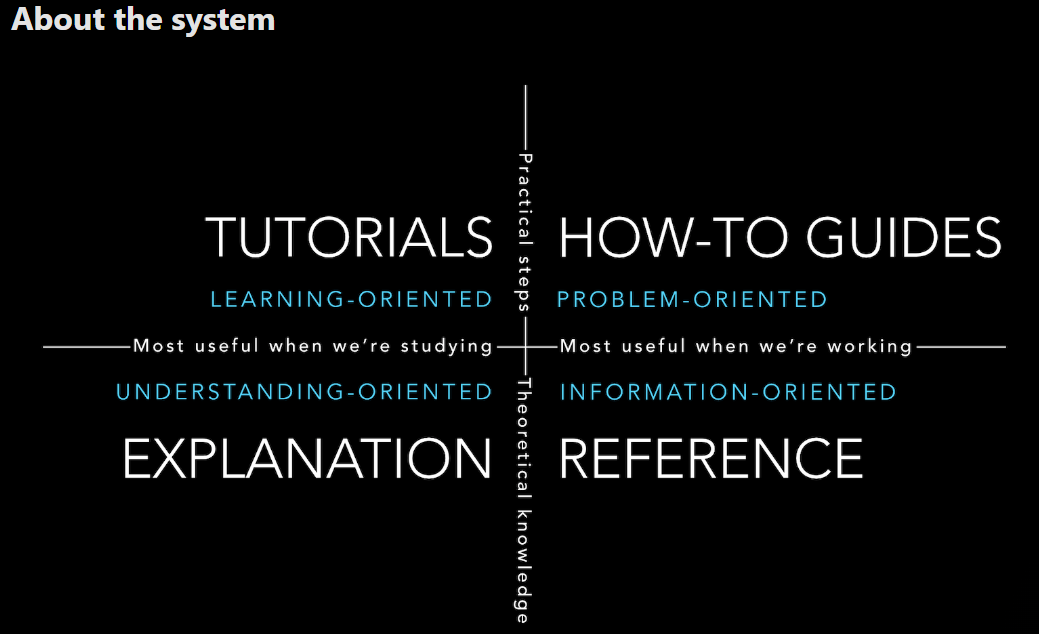 About the system
Practical steps
TUTORIALS
HOW-TO GUIDES
LEARNING-ORIENTED
PROBLEM-ORIENTED
Most useful when we're studying
Most useful when we're working
UNDERSTANDING-ORIENTED
INFORMATION-ORIENTED
EXPLANATION
REFERENCE
Theoretical knowledge